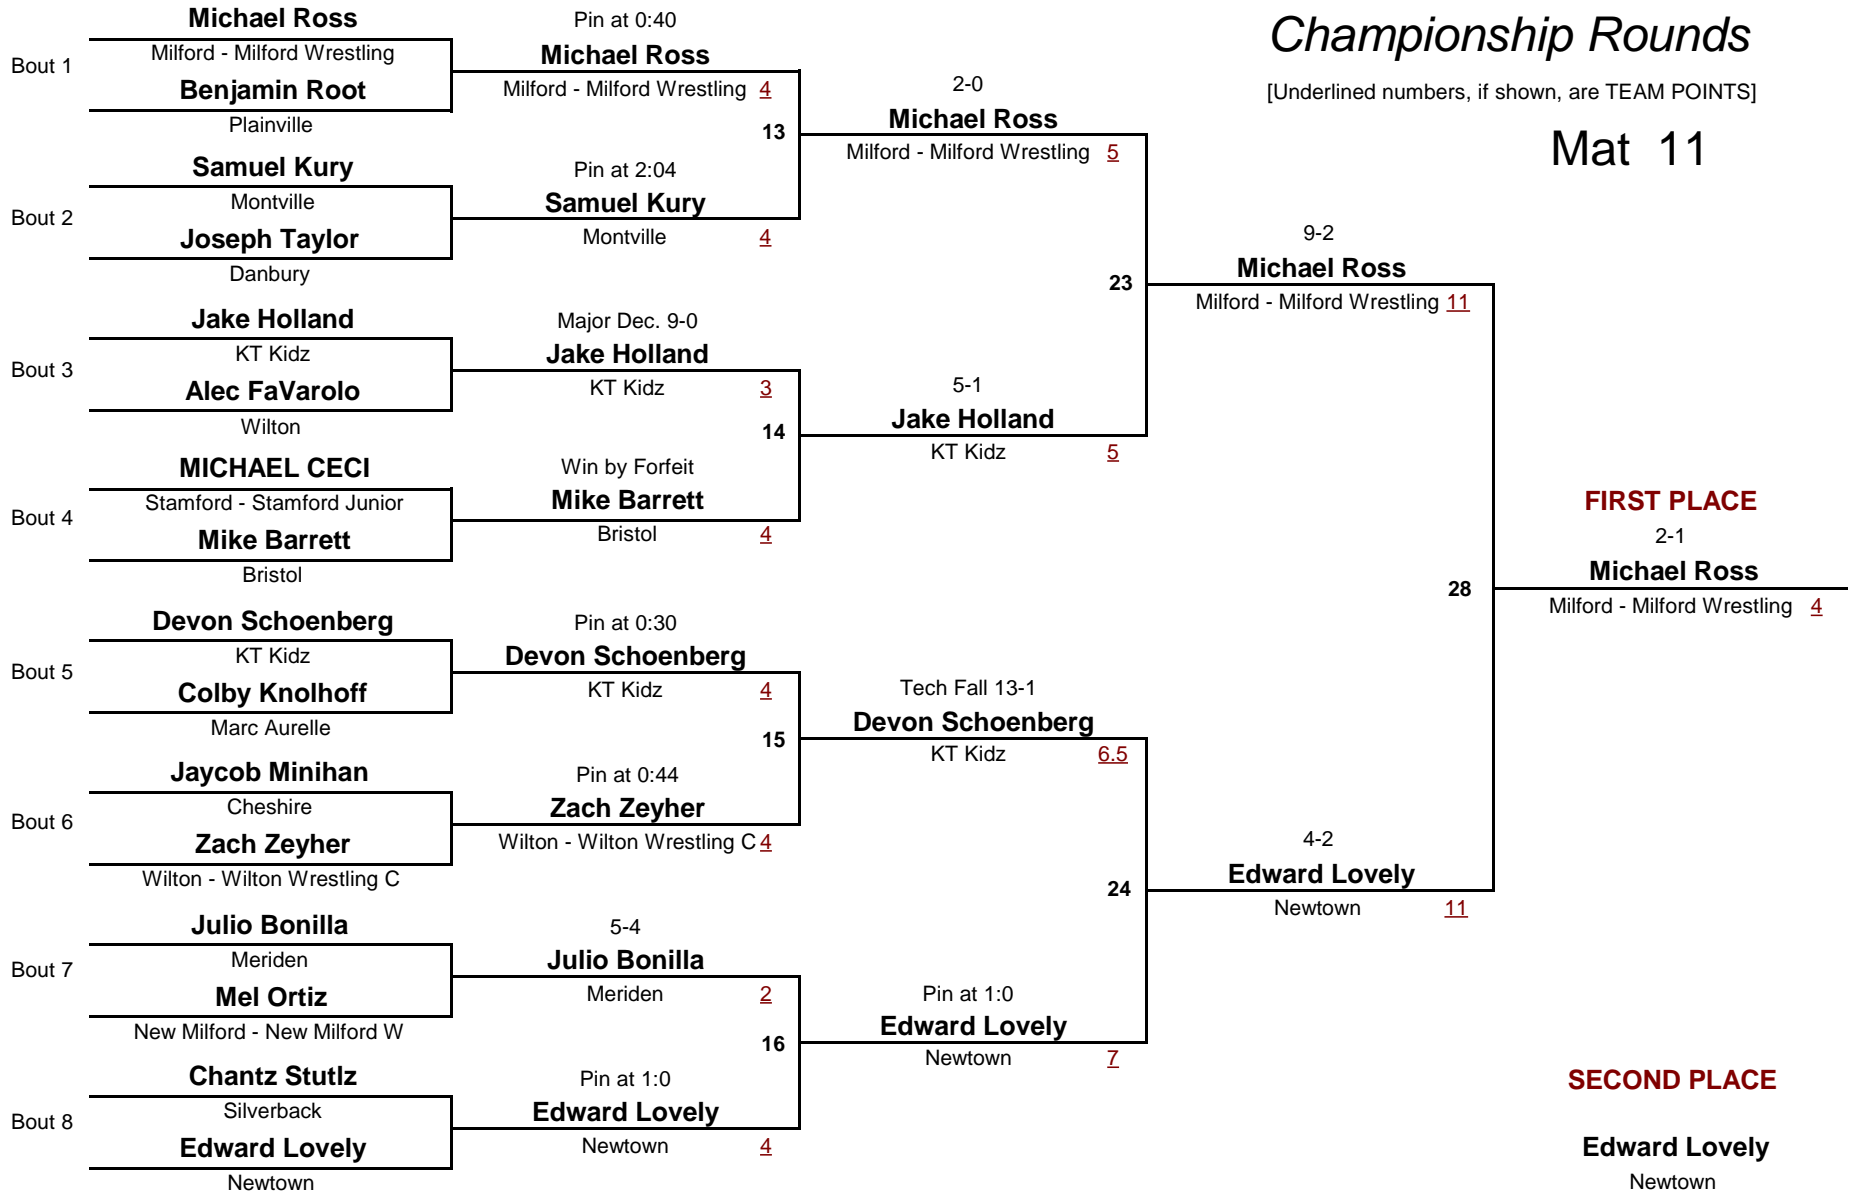 Championship Rounds
[Underlined numbers, if shown, are TEAM POINTS]
Mat 11
Bout 1
Michael Ross
Milford - Milford Wrestling
Benjamin Root
Plainville
Bout 2
Samuel Kury
Montville
Joseph Taylor
Danbury
Bout 3
Jake Holland
KT Kidz
Alec FaVarolo
Wilton
Bout 4
MICHAEL CECI
Stamford - Stamford Junior
Mike Barrett
Bristol
Bout 5
Devon Schoenberg
KT Kidz
Colby Knolhoff
Marc Aurelle
Bout 6
Jaycob Minihan
Cheshire
Zach Zeyher
Wilton - Wilton Wrestling C
Bout 7
Julio Bonilla
Meriden
Mel Ortiz
New Milford - New Milford W
Bout 8
Chantz Stutlz
Silverback
Edward Lovely
Newtown
Pin at 0:40
Michael Ross
Milford - Milford Wrestling 4
13
Pin at 2:04
Samuel Kury
Montville 4
Major Dec. 9-0
Jake Holland
KT Kidz 3
14
Win by Forfeit
Mike Barrett
Bristol 4
Pin at 0:30
Devon Schoenberg
KT Kidz 4
15
Pin at 0:44
Zach Zeyher
Wilton - Wilton Wrestling C 4
5-4
Julio Bonilla
Meriden 2
16
Pin at 1:0
Edward Lovely
Newtown 4
2-0
Michael Ross
Milford - Milford Wrestling 5
23
5-1
Jake Holland
KT Kidz 5
Tech Fall 13-1
Devon Schoenberg
KT Kidz 6.5
24
Pin at 1:0
Edward Lovely
Newtown 7
9-2
Michael Ross
Milford - Milford Wrestling 11
28
4-2
Edward Lovely
Newtown 11
FIRST PLACE
2-1
Michael Ross
Milford - Milford Wrestling 4
SECOND PLACE
Edward Lovely
Newtown